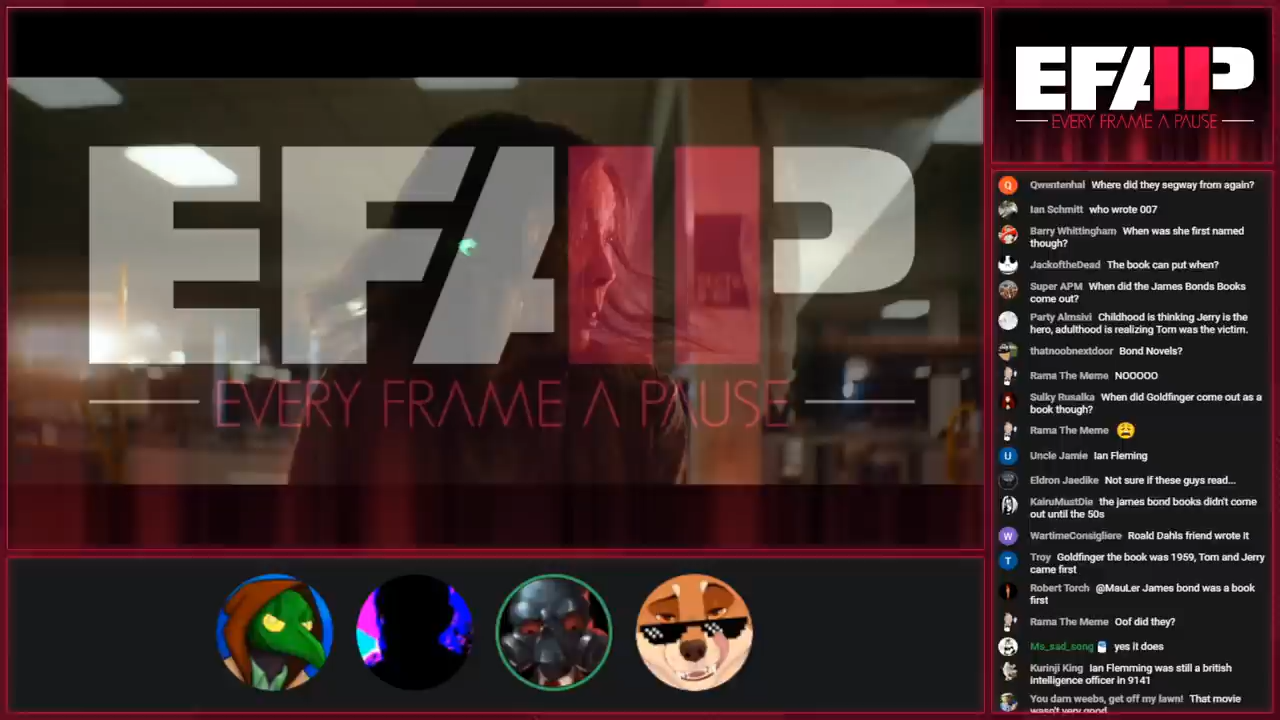 EFAP
EVERY FRAME A PAUSE
EFAP
EVERY FRAME A PAUSE
Qwentenhal Where did they segway from again?
Ian Schmitt who wrote 007
Barry Whittingham When was she first named
though?
JackoftheDead The book can put when?
Super APM When did the James Bonds Books
come out?
Party Almsivi Childhood is thinking Jerry is the
hero, adulthood is realizing Tom was the victim.
thatnoobnextdoor Bond Novels?
Rama The Meme NOOOOO
Sulky Rusalka When did Goldfinger come out as a
book though?
Rama The Meme 😩
Uncle Jamie Ian Fleming
Eldron Jaedike Not sure if these guys read...
KairuMustDie the james bond books didn't come
out until the 50s
WartimeConsigliere Roald Dahls friend wrote it
Troy Goldfinger the book was 1959, Tom and Jerry
came first
Robert Torch @MauLer James bond was a book
first
Rama The Meme Oof did they?
Ms_sad_song yes it does
Kurinji King Ian Flemming was still a british
intelligence officer in 9141
You dam weebs, get off my lawn! That movie
wasn't very good